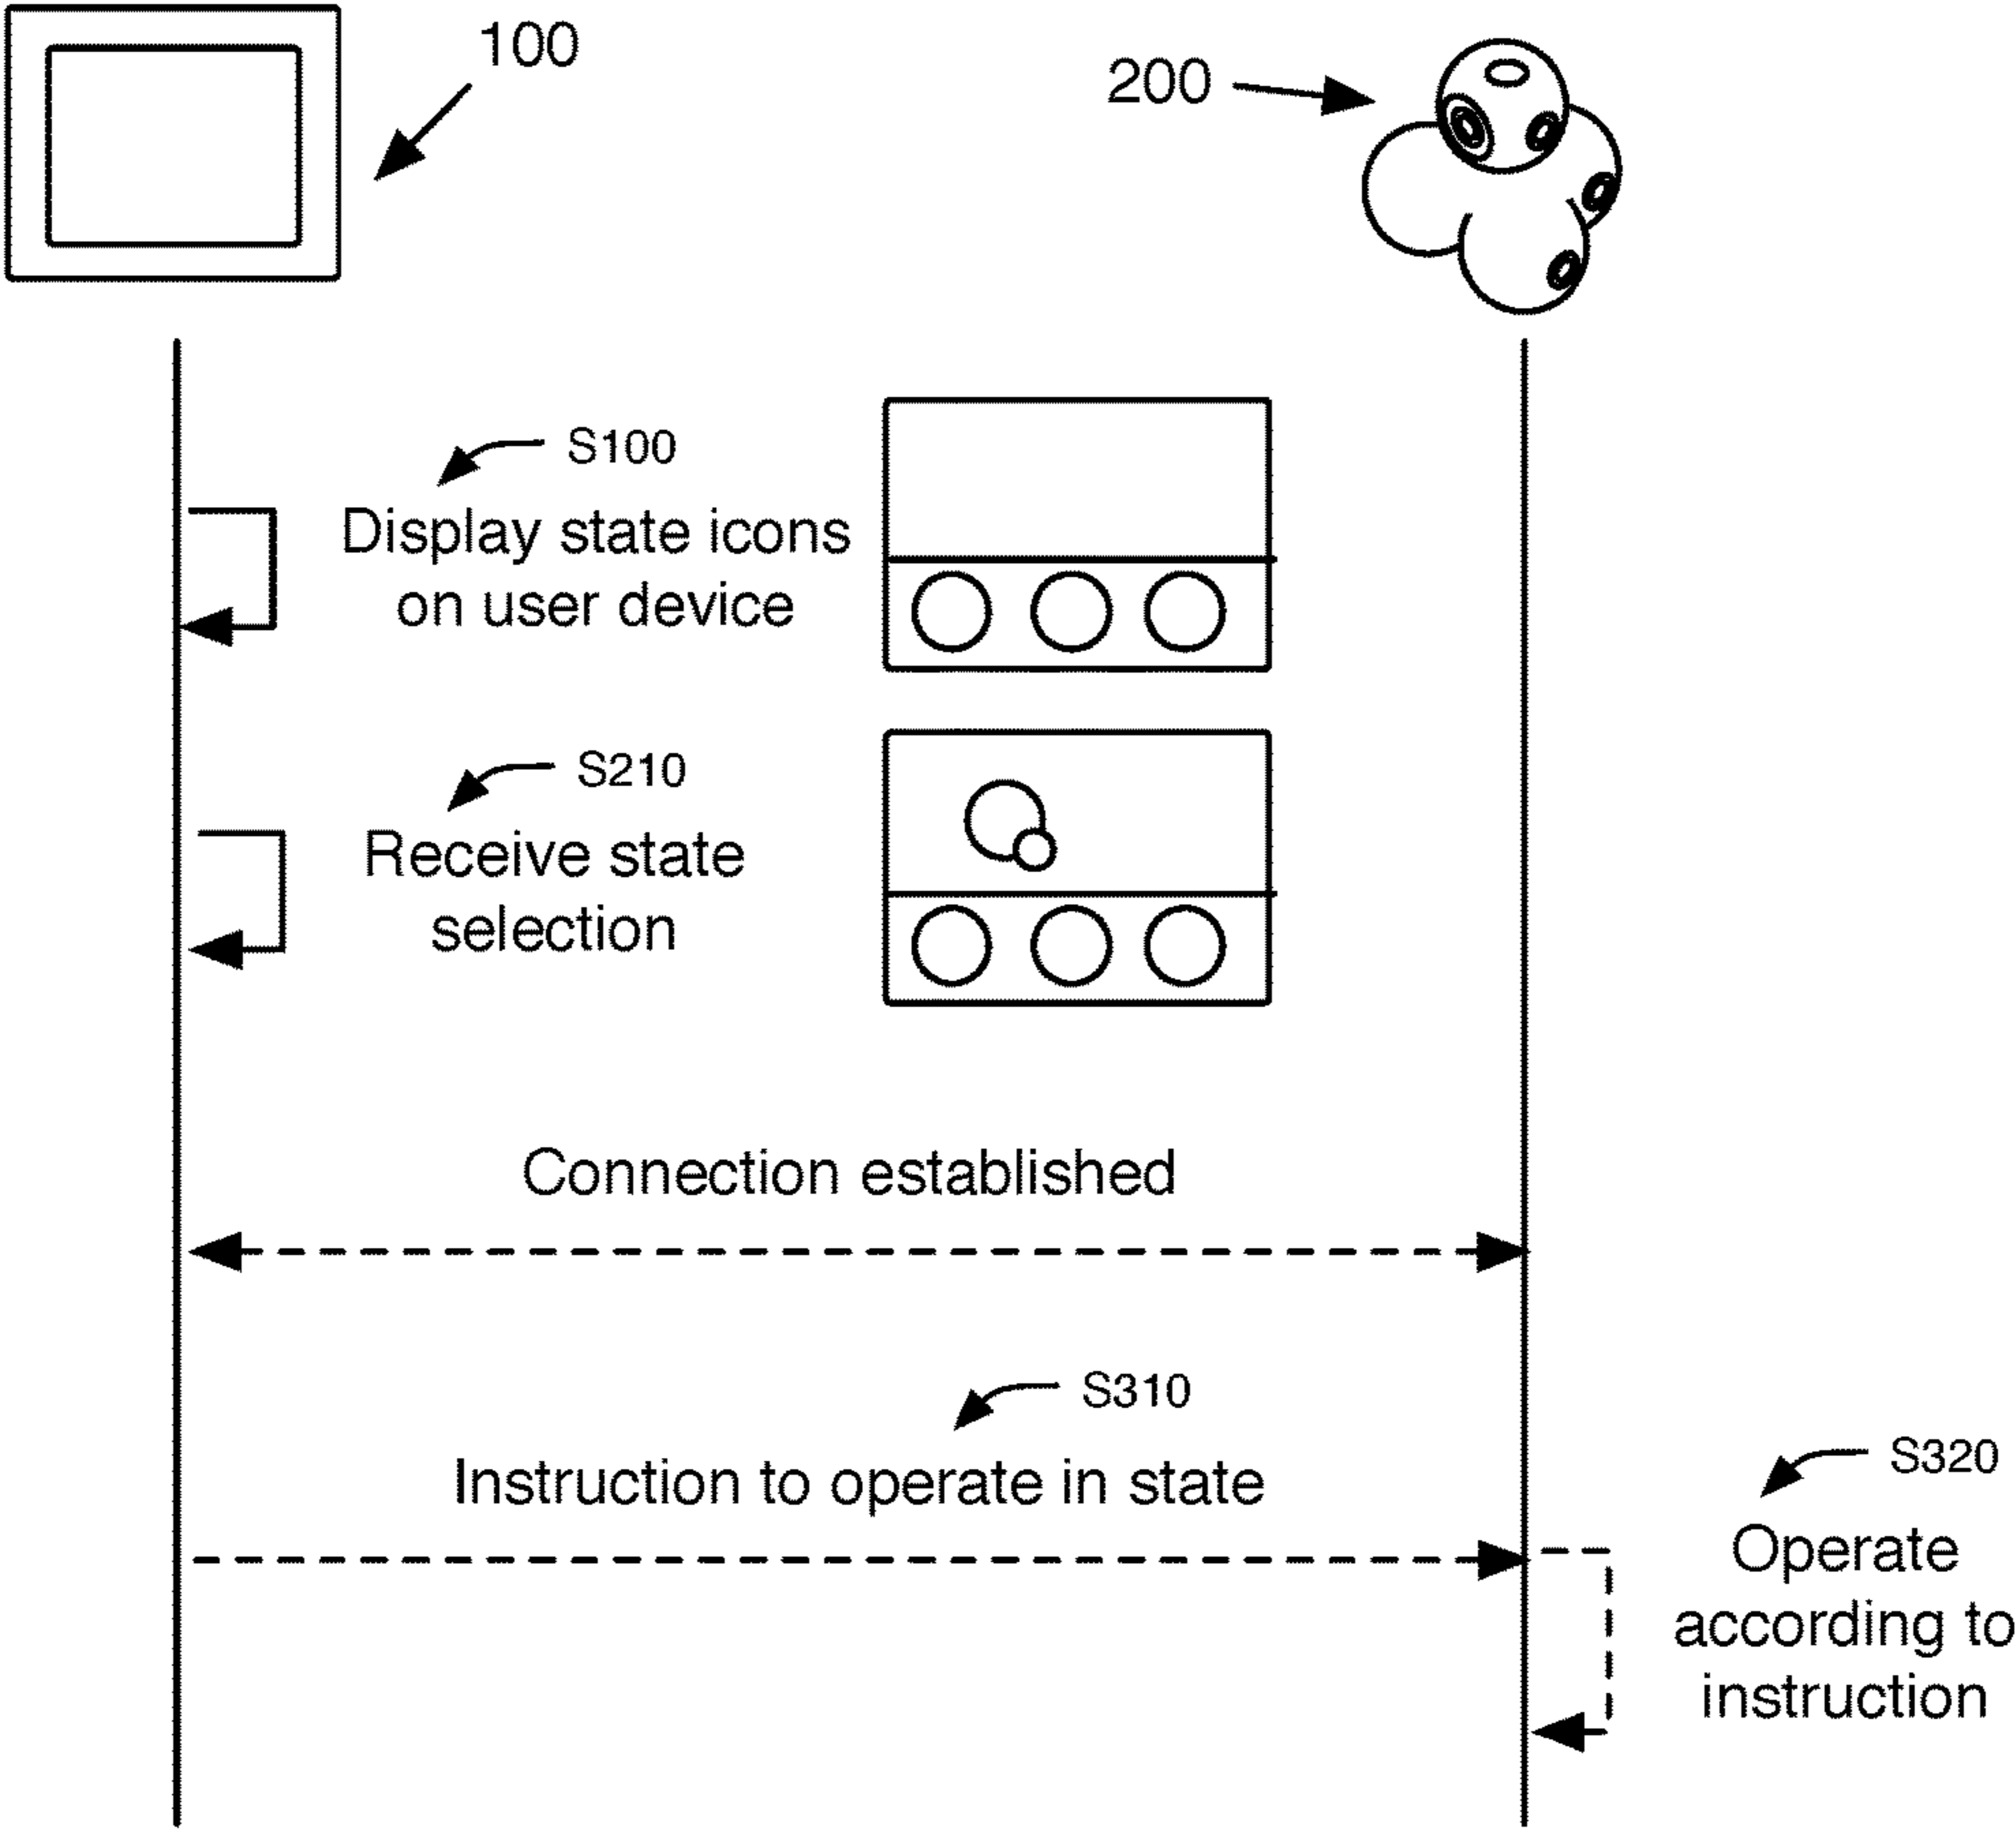 100
200
S100
Display state icons
on user device
S210
Receive state
selection
Connection established
S310
Instruction to operate in state
S320
Operate
according to
instruction